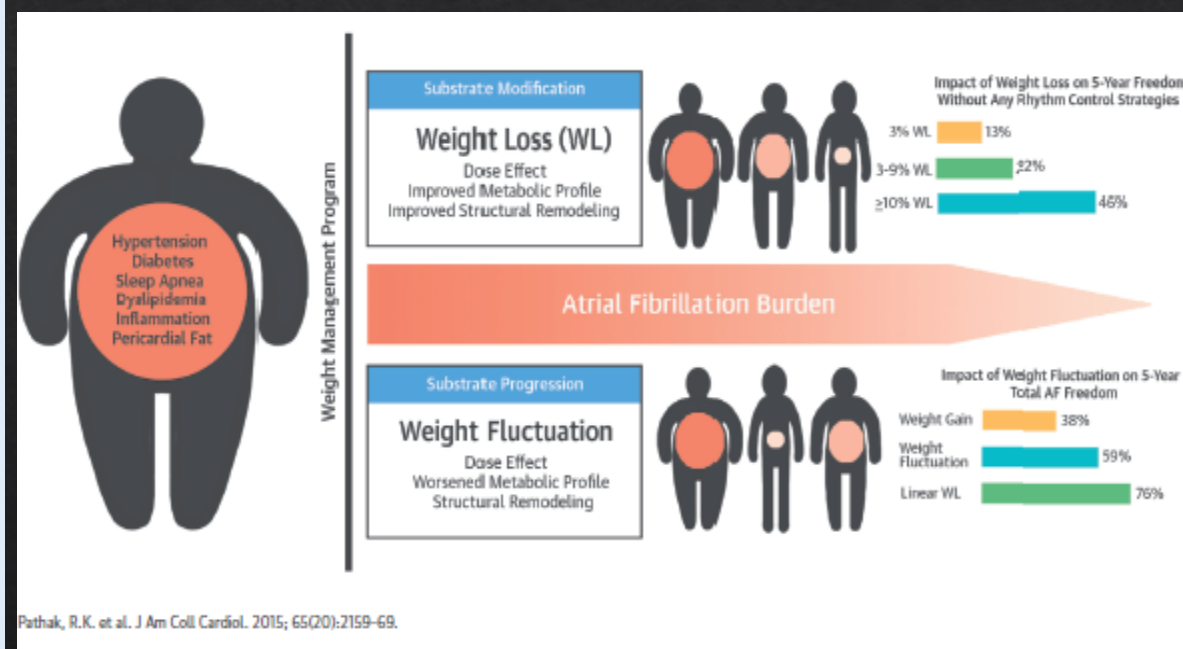 Hypertension
Diabetes
Sleep Apnea
Dyalipidemia
Inflammation
Pericardial Fat
Weight Management Program
Substrate Modification
Weight Loss (WL)
Dose Effect
Improved Metabolic Profile
Improved Structural Remodeling
Impact of Weight Loss on 5-Year Freedom
Without Any Rhythm Control Strategies
3% WL 13%
3-9% WL 22%
≥10% WL 46%
Atrial Fibrillation Burden
Substrate Progression
Weight Fluctuation
Dose Effect
Worsened Metabolic Profile
Structural Remodeling
Impact of Weight Fluctuation on 5-Year
Total AF Freedom
Weight Gain 38%
Weight
Fluctuation 59%
Linear WL 76%
Pathak, R.K. et al. J Am Coll Cardiol. 2015; 65(20):2159-69.